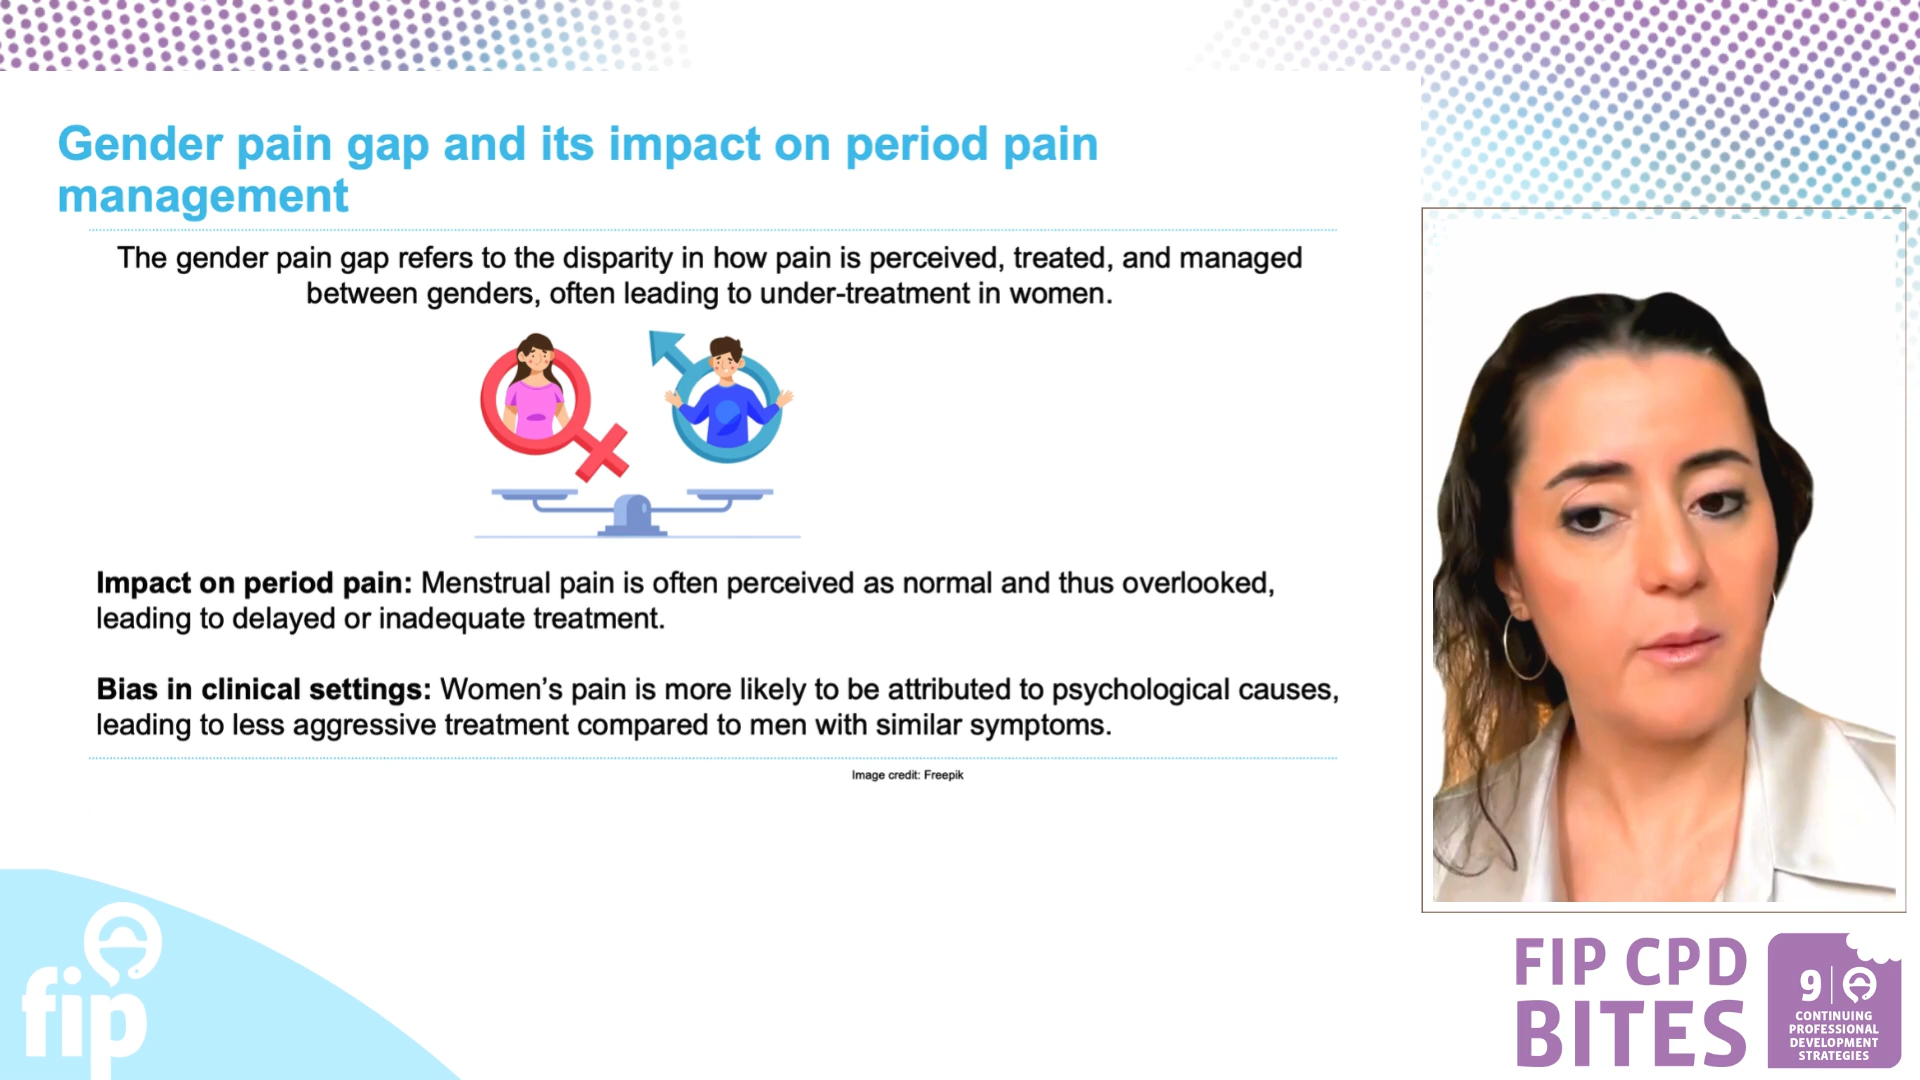 Gender pain gap and its impact on period pain
management
The gender pain gap refers to the disparity in how pain is perceived, treated, and managed
between genders, often leading to under-treatment in women.
Impact on period pain: Menstrual pain is often perceived as normal and thus overlooked,
leading to delayed or inadequate treatment.
Bias in clinical settings: Women’s pain is more likely to be attributed to psychological causes,
leading to less aggressive treatment compared to men with similar symptoms.
Image credit: Freepik
fip
FIP CPD
BITES
9
CONTINUING
PROFESSIONAL
DEVELOPMENT
STRATEGIES